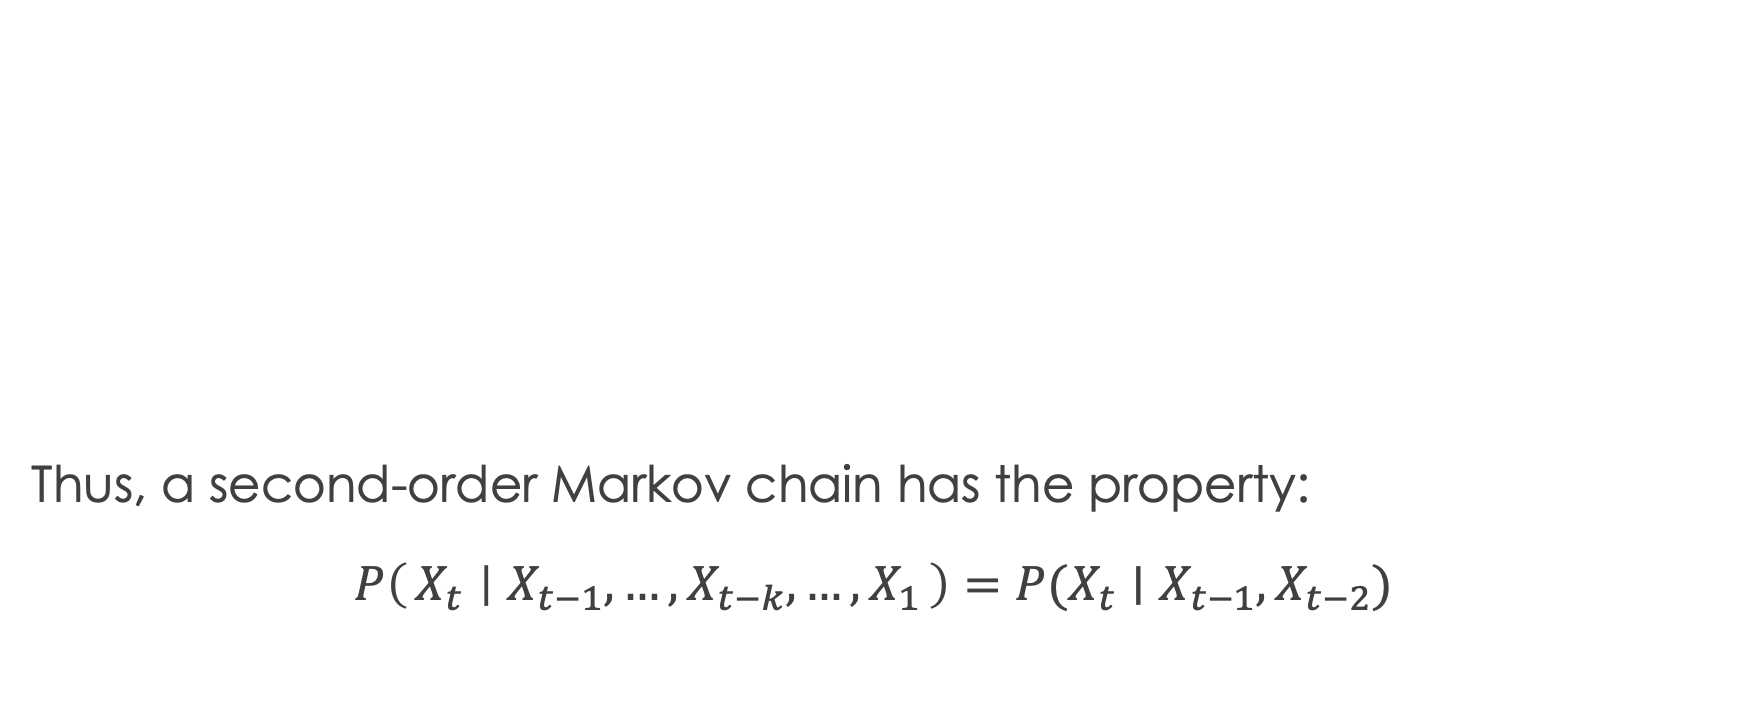 Thus, a second-order Markov chain has the property:
P( X_t | X_{t−1}, … , X_{t−k}, … , X_1 ) = P(X_t | X_{t−1}, X_{t−2})